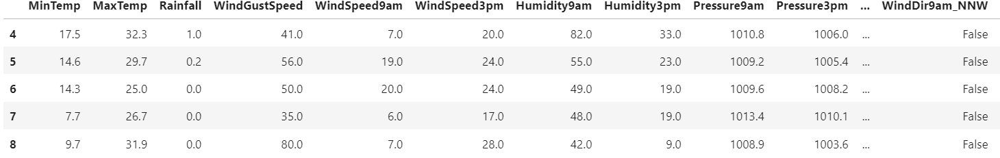 MinTemp MaxTemp Rainfall WindGustSpeed WindSpeed9am WindSpeed3pm Humidity9am Humidity3pm Pressure9am Pressure3pm ... WindDir9am_NNW
4 17.5 32.3 1.0 41.0 7.0 20.0 82.0 33.0 1010.8 1006.0 ... False
5 14.6 29.7 0.2 56.0 19.0 24.0 55.0 23.0 1009.2 1005.4 ... False
6 14.3 25.0 0.0 50.0 20.0 24.0 49.0 19.0 1009.6 1008.2 ... False
7 7.7 26.7 0.0 35.0 6.0 17.0 48.0 19.0 1013.4 1010.1 ... False
8 9.7 31.9 0.0 80.0 7.0 28.0 42.0 9.0 1008.9 1003.6 ... False